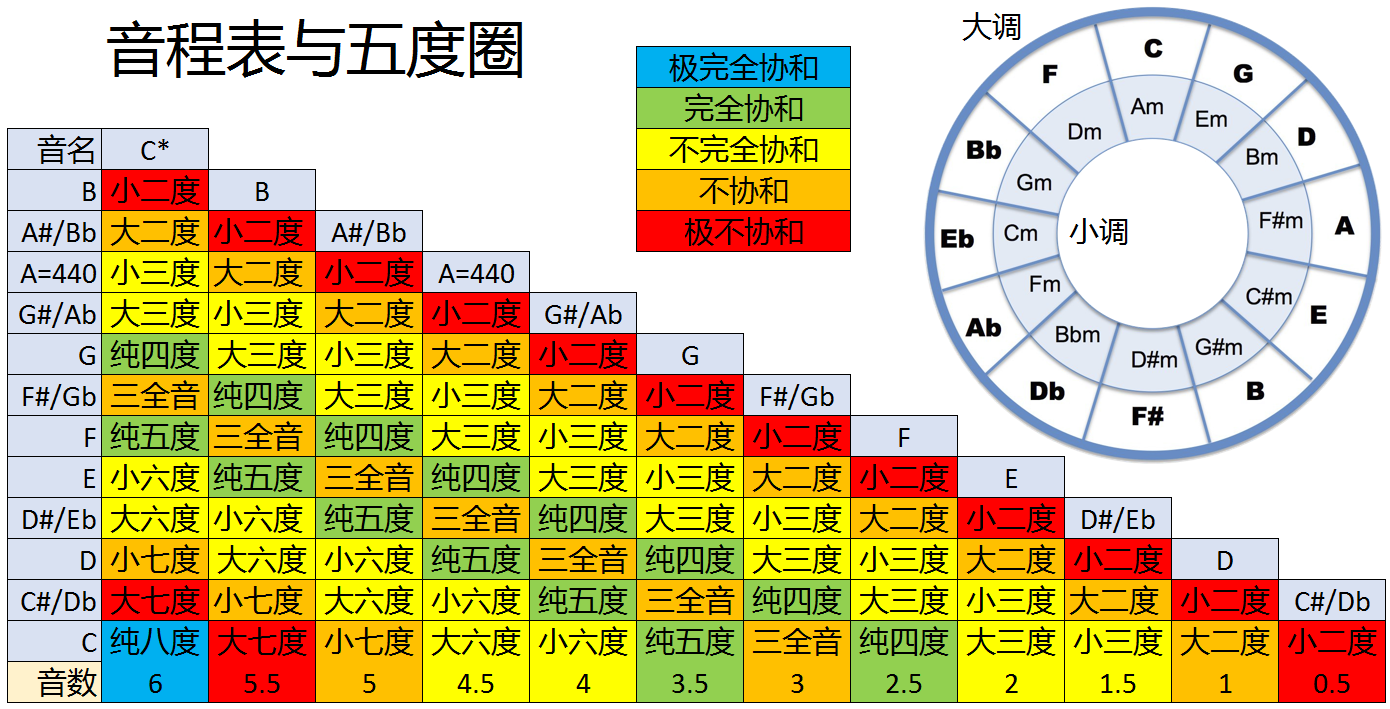 音程表与五度圈
极完全协和
完全协和
不完全协和
不协和
极不协和
大调
C
G
D
A
E
B
F#
Db
Ab
Eb
Bb
F
Am
Em
Bm
F#m
C#m
G#m
D#m
Bbm
Fm
Cm
Gm
Dm
小调
音名 C*
B 小二度 B
A#/Bb 大二度 小二度 A#/Bb
A=440 小三度 大二度 小二度 A=440
G#/Ab 大三度 小三度 大二度 小二度 G#/Ab
G 纯四度 大三度 小三度 大二度 小二度 G
F#/Gb 三全音 纯四度 大三度 小三度 大二度 小二度 F#/Gb
F 纯五度 三全音 纯四度 大三度 小三度 大二度 小二度 F
E 小六度 纯五度 三全音 纯四度 大三度 小三度 大二度 小二度 E
D#/Eb 大六度 小六度 纯五度 三全音 纯四度 大三度 小三度 大二度 小二度 D#/Eb
D 小七度 大六度 小六度 纯五度 三全音 纯四度 大三度 小三度 大二度 小二度 D
C#/Db 大七度 小七度 大六度 小六度 纯五度 三全音 纯四度 大三度 小三度 大二度 小二度 C#/Db
C 纯八度 大七度 小七度 大六度 小六度 纯五度 三全音 纯四度 大三度 小三度 大二度 小二度
音数 6 5.5 5 4.5 4 3.5 3 2.5 2 1.5 1 0.5